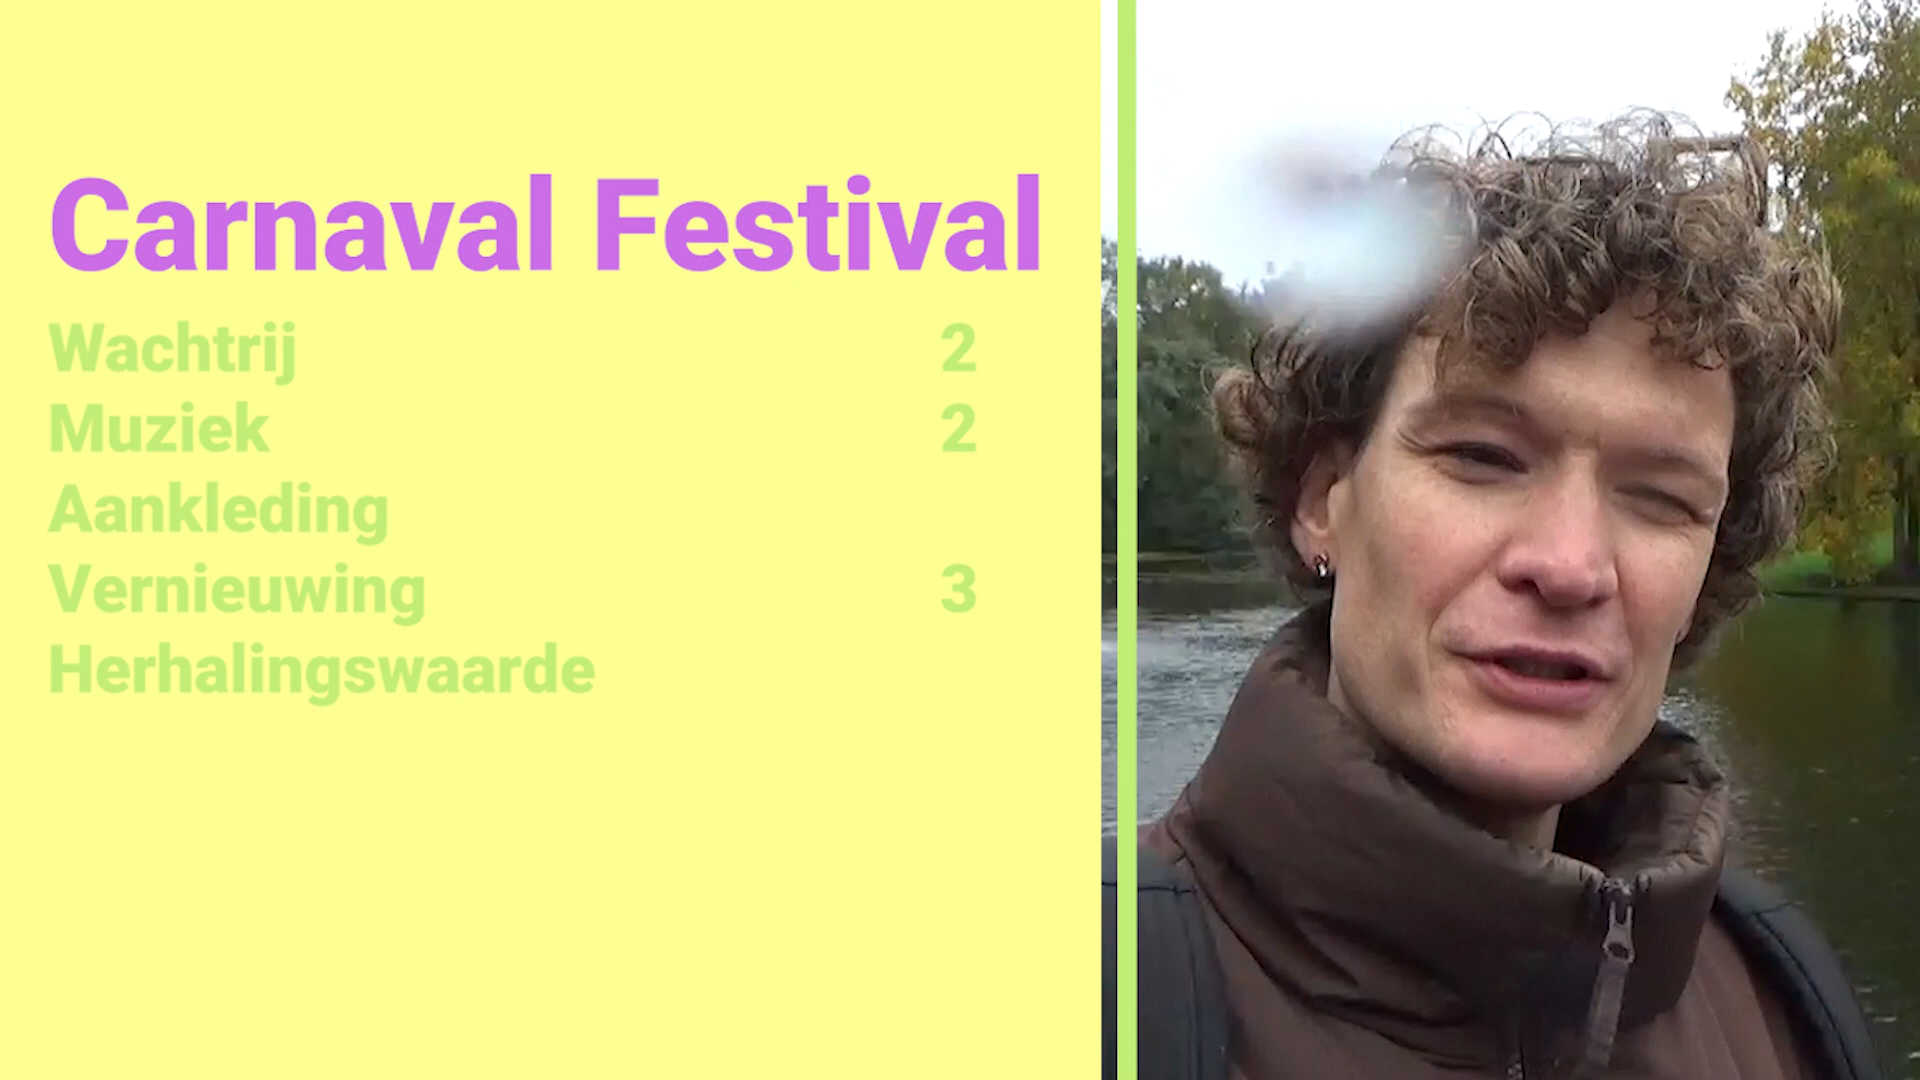 Carnaval Festival
Wachtrij 2
Muziek 2
Aankleding
Vernieuwing 3
Herhalingswaarde